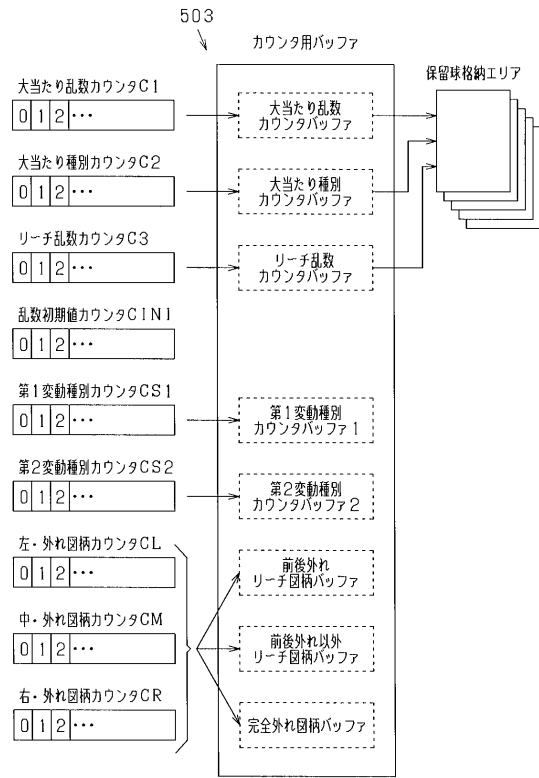 503
カウンタ用バッファ
保留球格納エリア
大当たり乱数カウンタC1
0 1 2 ・・・
大当たり乱数
カウンタバッファ
大当たり種別カウンタC2
0 1 2 ・・・
大当たり種別
カウンタバッファ
リーチ乱数カウンタC3
0 1 2 ・・・
リーチ乱数
カウンタバッファ
乱数初期値カウンタCINI
0 1 2 ・・・
第1変動種別カウンタCS1
0 1 2 ・・・
第1変動種別
カウンタバッファ1
第2変動種別カウンタCS2
0 1 2 ・・・
第2変動種別
カウンタバッファ2
左・外れ図柄カウンタCL
0 1 2 ・・・
前後外れ
リーチ図柄バッファ
中・外れ図柄カウンタCM
0 1 2 ・・・
前後外れ以外
リーチ図柄バッファ
右・外れ図柄カウンタCR
0 1 2 ・・・
完全外れ図柄バッファ